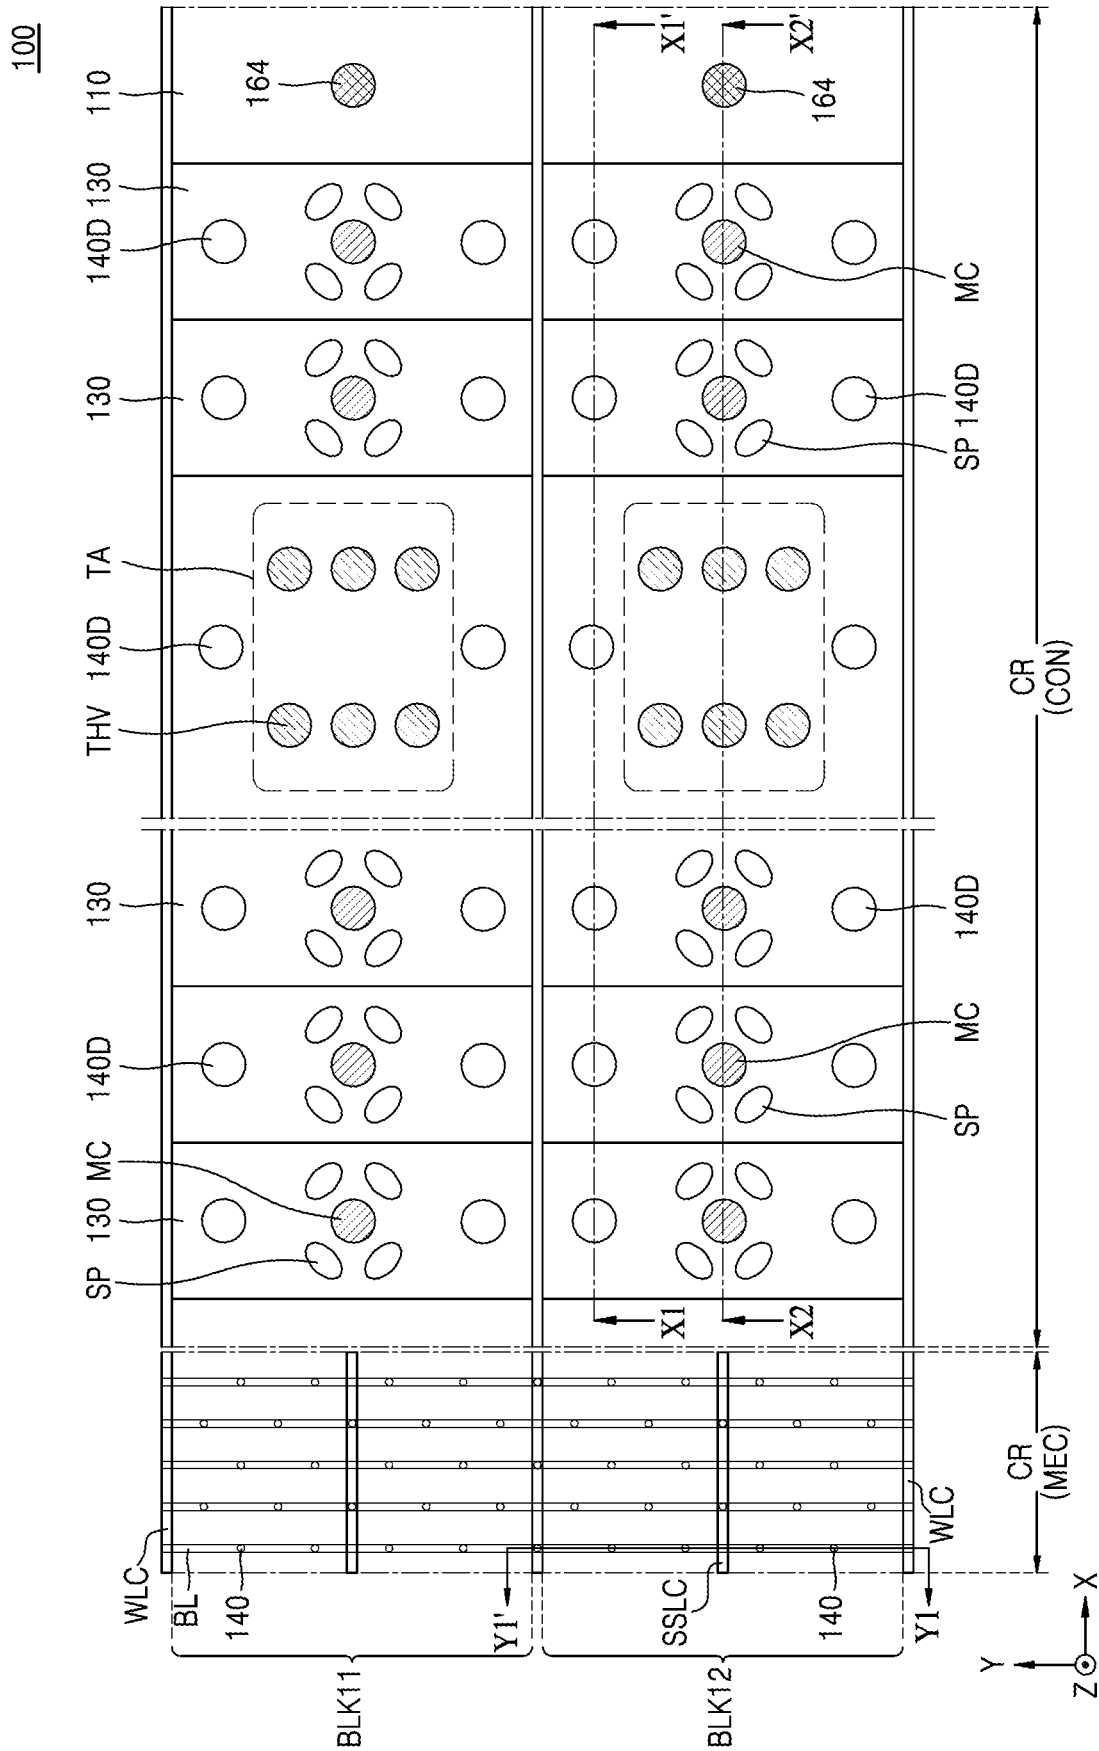 100
WLC
BL
140
SP
130
MC
140D
130
THV
140D
TA
130
140D
130
110
164
BLK11
BLK12
Y1'
SSLC
140
Y1
WLC
X1
X1'
X2
X2'
164
SP
MC
140D
SP
140D
MC
CR
(MEC)
CR
(CON)
Y
Z
X